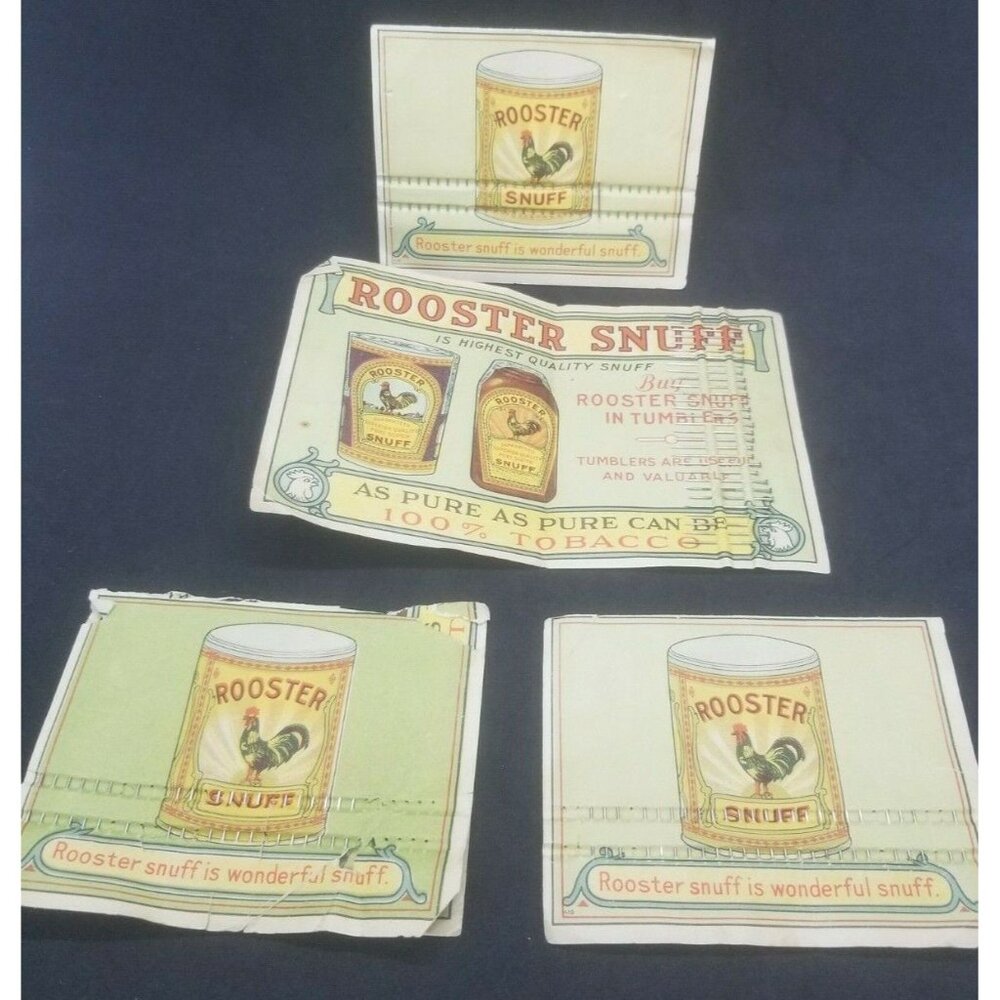 ROOSTER
SNUFF
Rooster snuff is wonderful snuff.
ROOSTER SNUFF
IS HIGHEST QUALITY SNUFF
ROOSTER
SNUFF
ROOSTER
SNUFF
Buy
ROOSTER SNUFF
IN TUMBLERS
TUMBLERS ARE USEFUL
AND VALUABLE
AS PURE AS PURE CAN BE
100% TOBACCO
ROOSTER
SNUFF
Rooster snuff is wonderful snuff.
ROOSTER
SNUFF
Rooster snuff is wonderful snuff.